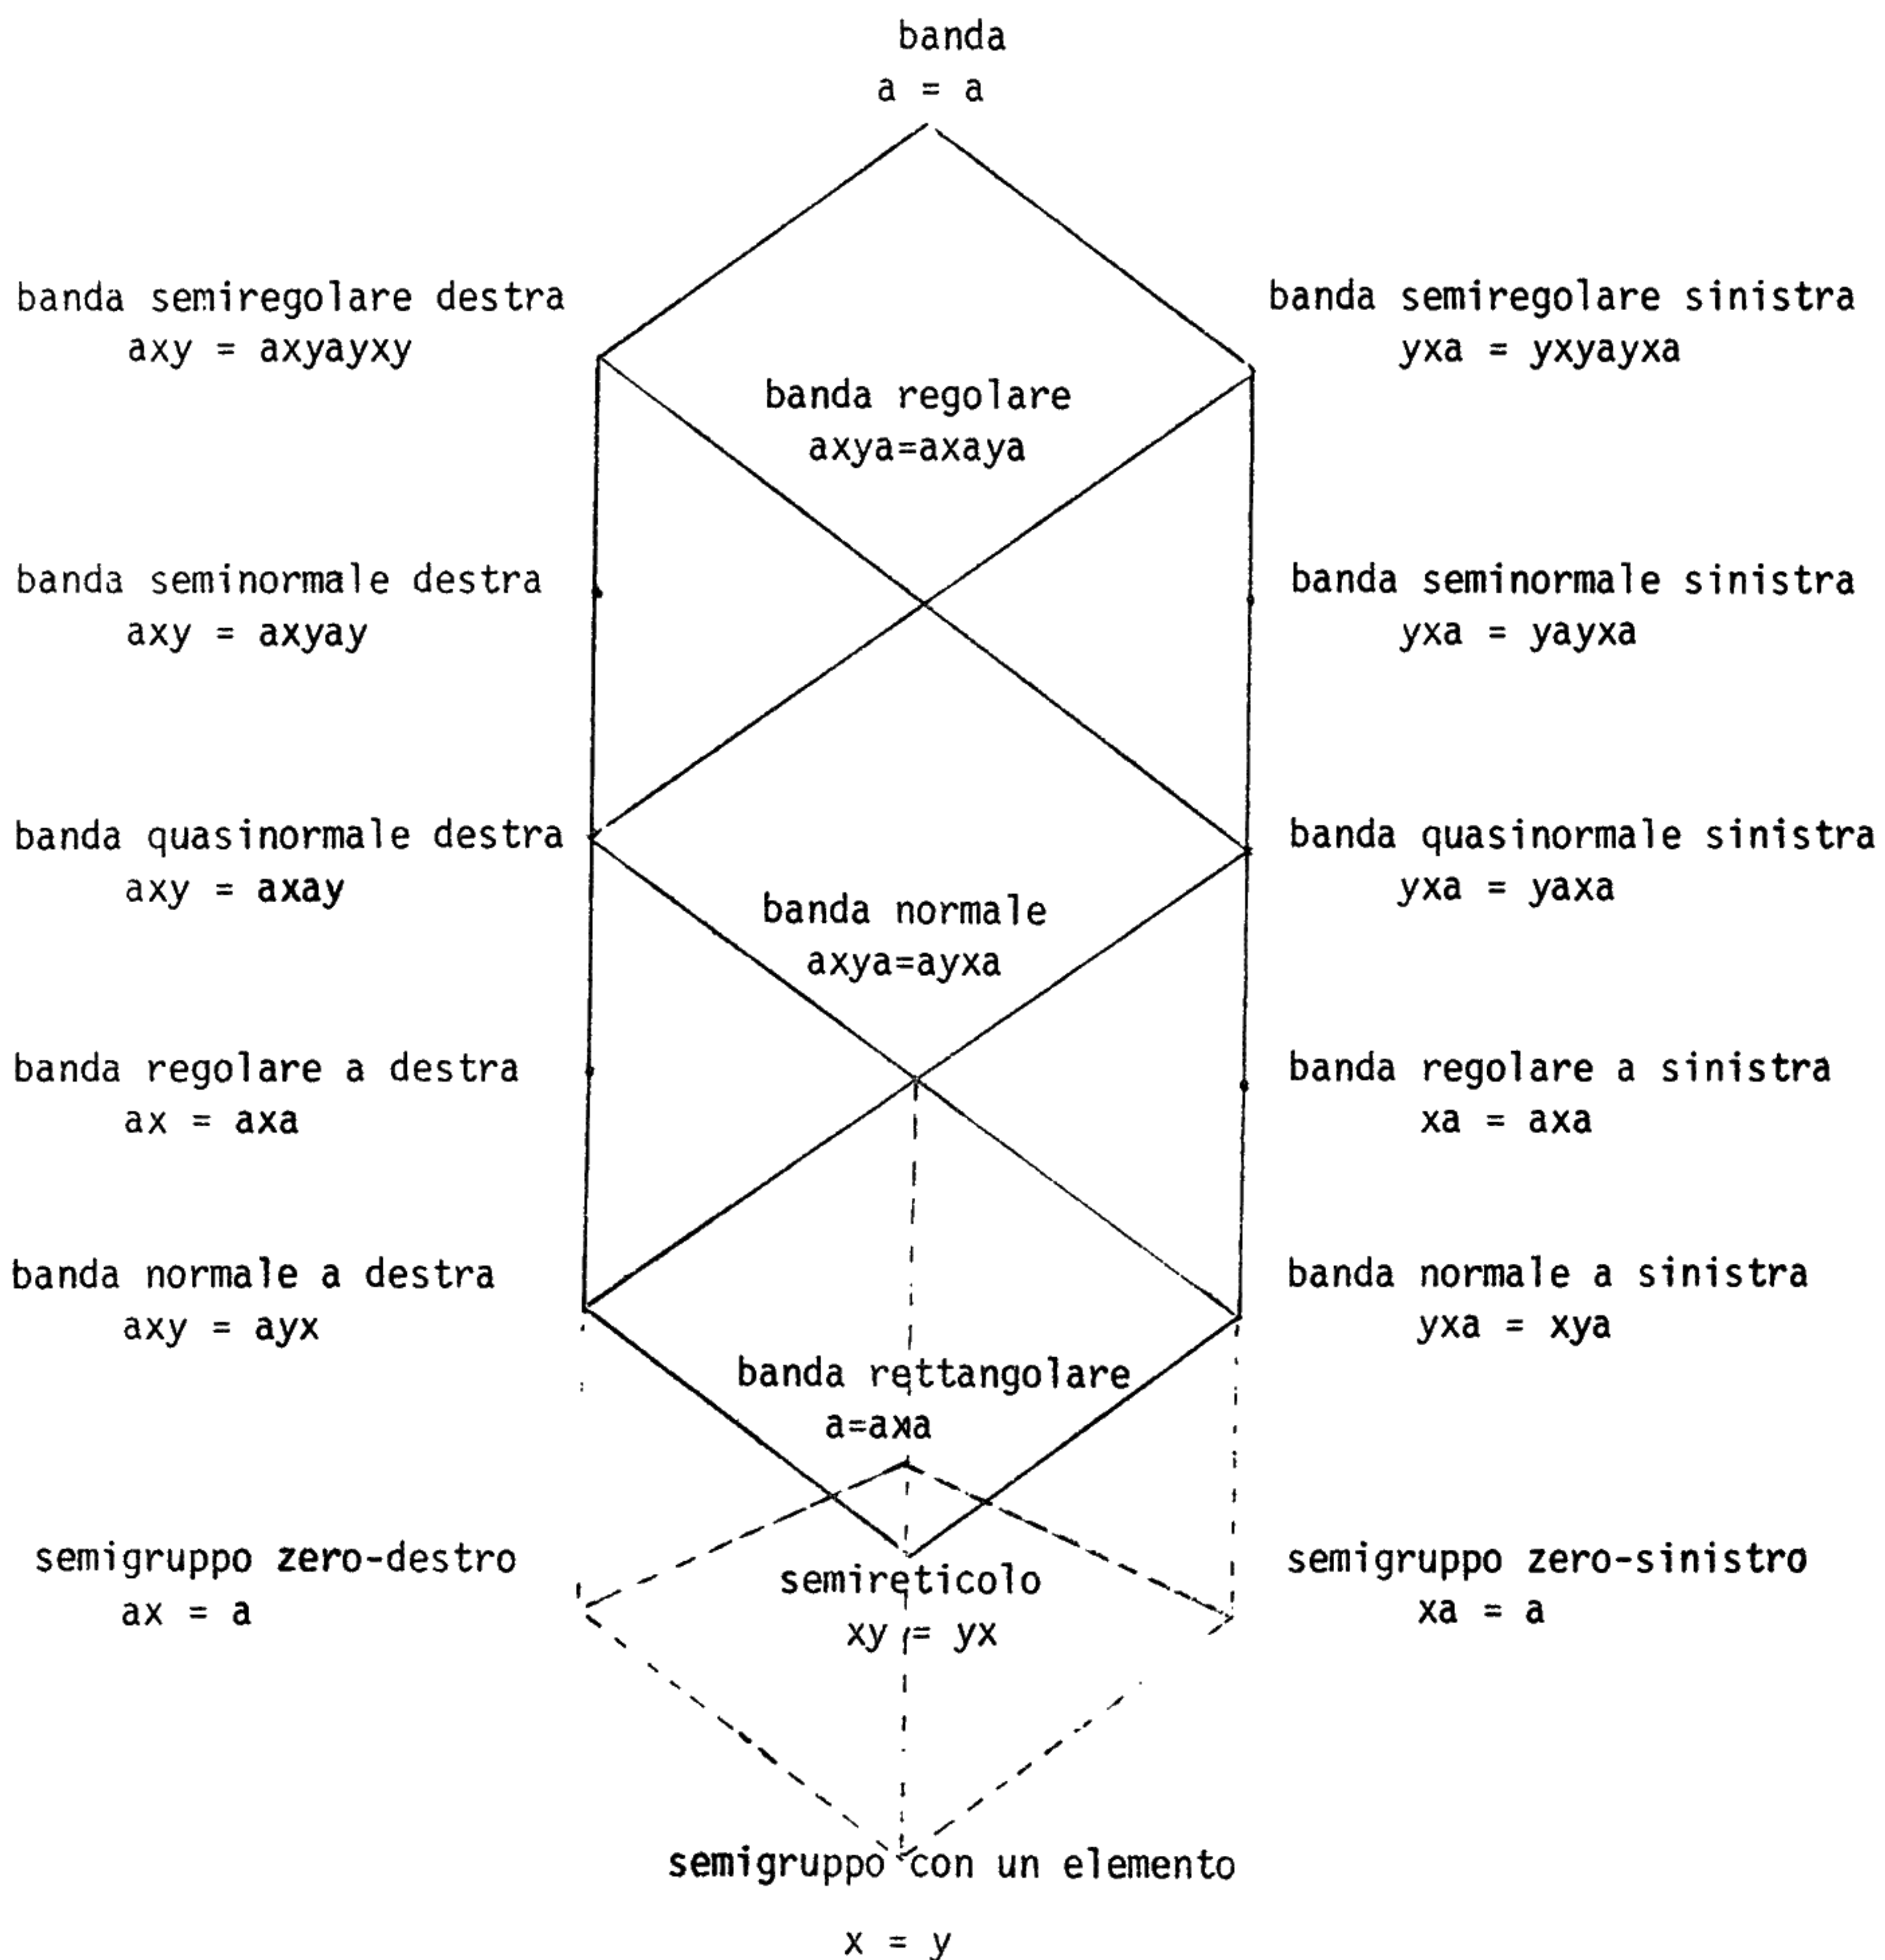 banda
a = a
banda semiregolare destra
axy = axyayxy
banda semiregolare sinistra
yxa = yxyayxa
banda regolare
axya=axaya
banda seminormale destra
axy = axyay
banda seminormale sinistra
yxa = yayxa
banda quasinormale destra
axy = axay
banda quasinormale sinistra
yxa = yaxa
banda normale
axya=ayxa
banda regolare a destra
ax = axa
banda regolare a sinistra
xa = axa
banda normale a destra
axy = ayx
banda normale a sinistra
yxa = xya
banda rettangolare
a=axa
semigruppo zero-destro
ax = a
semireticolo
xy = yx
semigruppo zero-sinistro
xa = a
semigruppo con un elemento
x = y